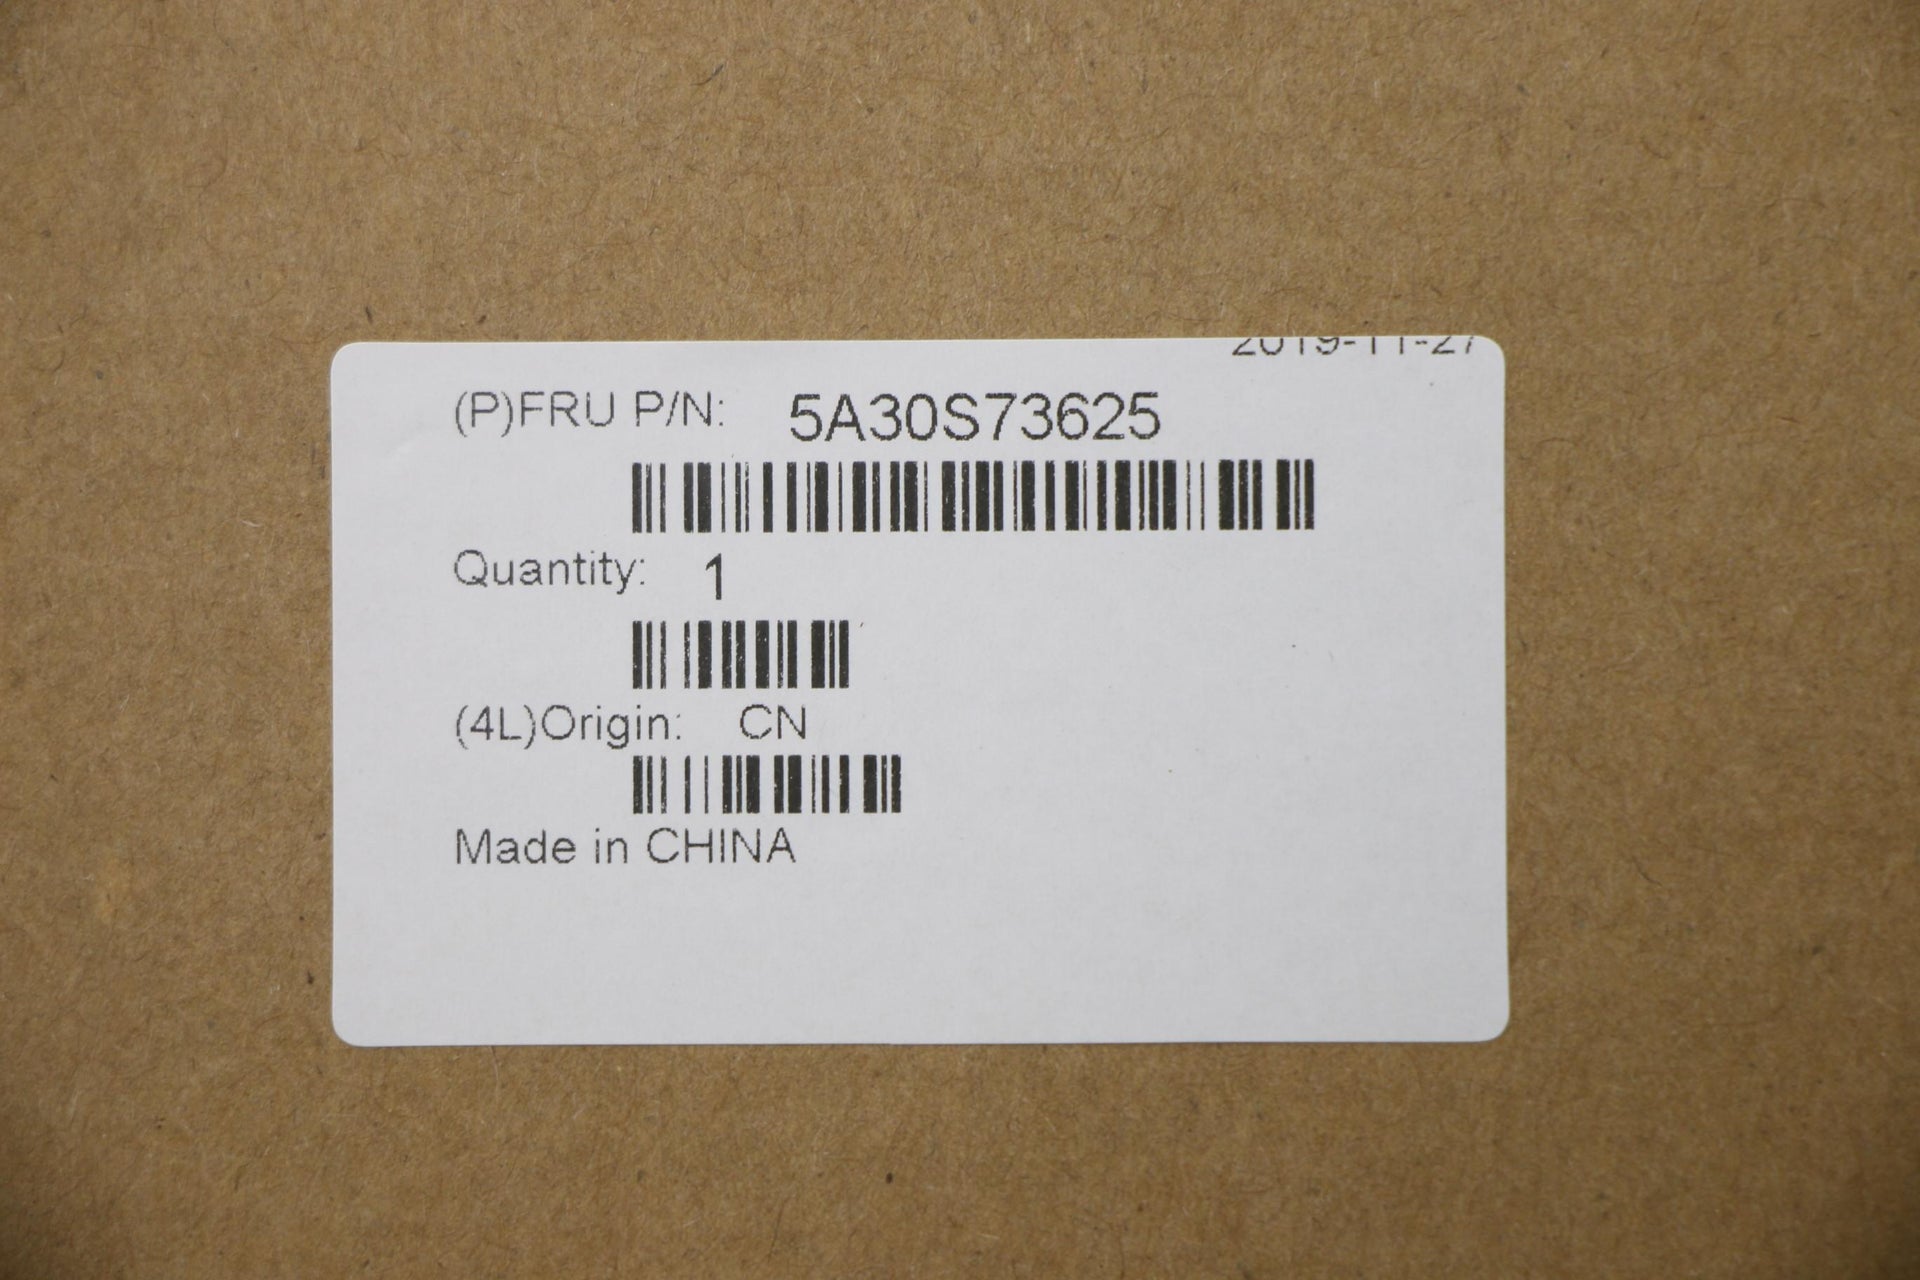 2019-11-27
(P)FRU P/N: 5A30S73625
Quantity: 1
(4L)Origin: CN
Made in CHINA